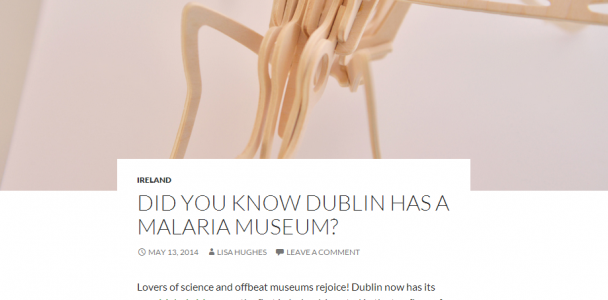 IRELAND
DID YOU KNOW DUBLIN HAS A
MALARIA MUSEUM?
MAY 13, 2014 LISA HUGHES LEAVE A COMMENT
Lovers of science and offbeat museums rejoice! Dublin now has its